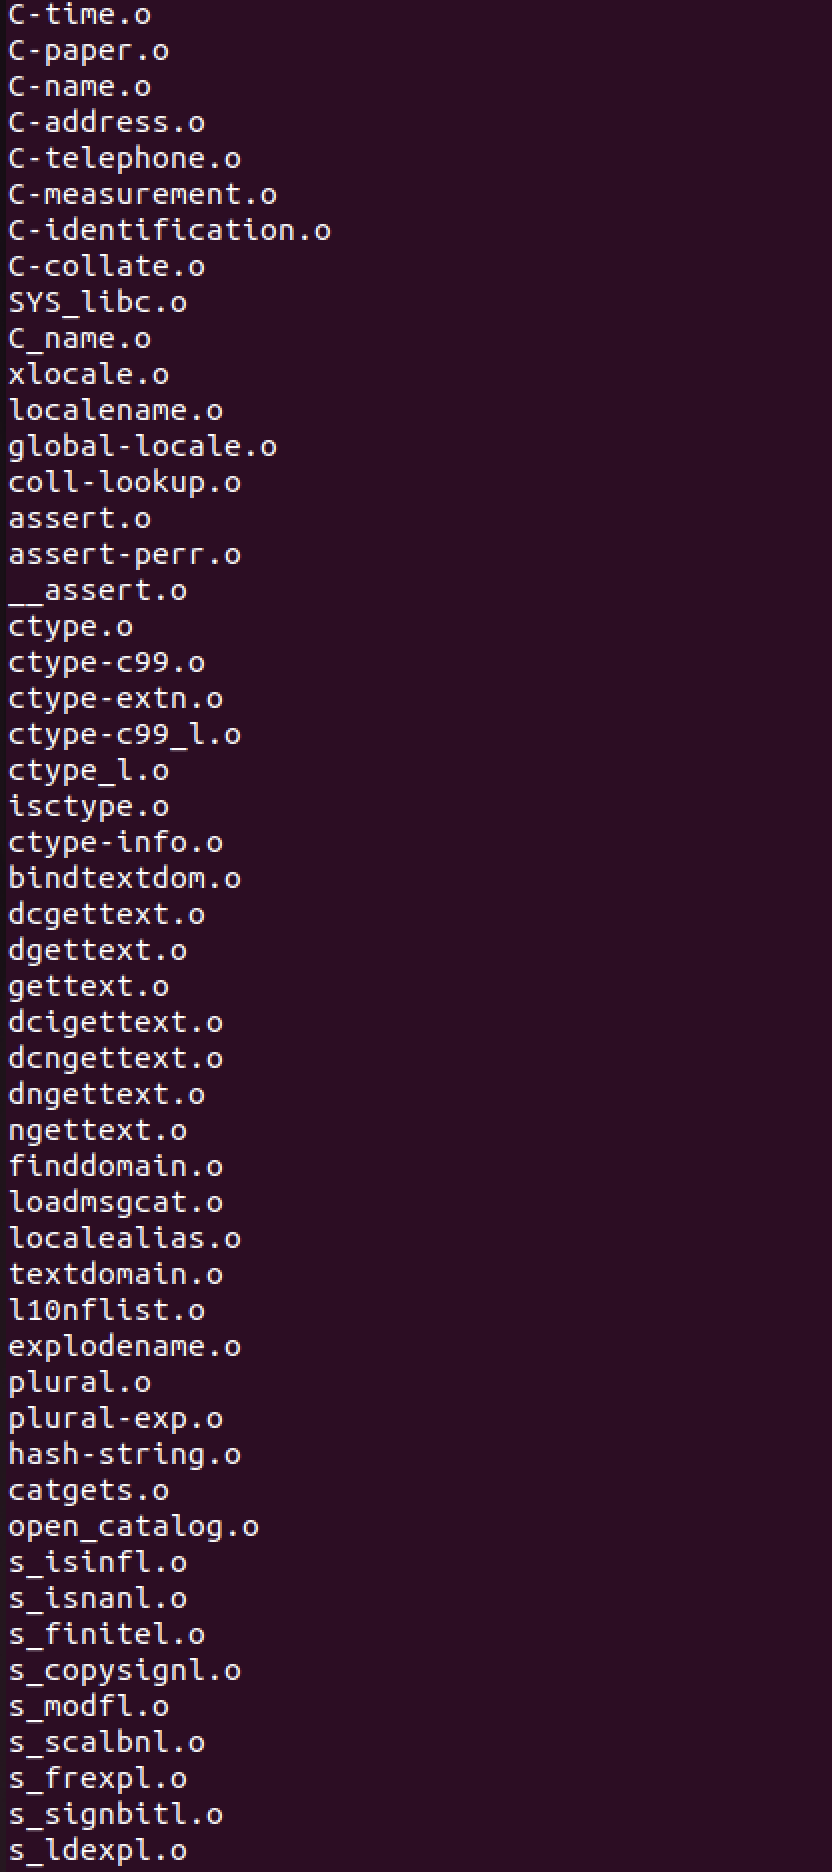 C-time.o
C-paper.o
C-name.o
C-address.o
C-telephone.o
C-measurement.o
C-identification.o
C-collate.o
SYS_libc.o
C_name.o
xlocale.o
localename.o
global-locale.o
coll-lookup.o
assert.o
assert-perr.o
__assert.o
ctype.o
ctype-c99.o
ctype-extn.o
ctype-c99_l.o
ctype_l.o
isctype.o
ctype-info.o
bindtextdom.o
dcgettext.o
dgettext.o
gettext.o
dcigettext.o
dcngettext.o
dngettext.o
ngettext.o
finddomain.o
loadmsgcat.o
localealias.o
textdomain.o
l10nflist.o
explodename.o
plural.o
plural-exp.o
hash-string.o
catgets.o
open_catalog.o
s_isinfl.o
s_isnanl.o
s_finitel.o
s_copysignl.o
s_modfl.o
s_scalbnl.o
s_frexpl.o
s_signbitl.o
s_ldexpl.o